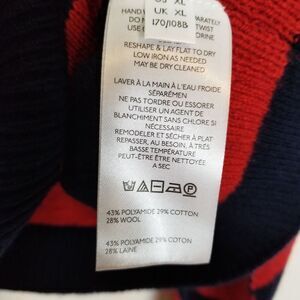 US XL
UK XL
170/108B
RESHAPE & LAY FLAT TO DRY
LOW IRON AS NEEDED
MAY BE DRY CLEANED
LAVER À LA MAIN À L'EAU FROIDE
SÉPARÉMEN
NE PAS TORDRE OU ESSORER
UTILISER UN AGENT DE
BLANCHIMENT SANS CHLORE SI
NÉCESSAIRE
REMODELER ET SÉCHER À PLAT
REPASSER, AU BESOIN, À TRÈS
BASSE TEMPÉRATURE
PEUT-ÊTRE ÊTRE NETTOYÉE
A SEC
43% POLYAMIDE 29% COTTON
28% WOOL
43% POLYAMIDE 29% COTON
28% LAINE